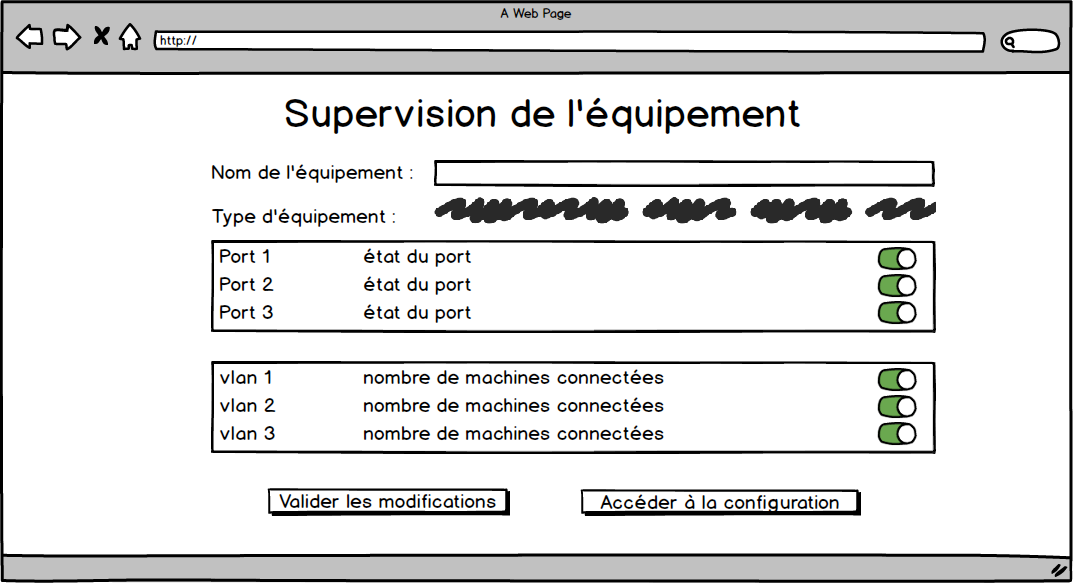 A Web Page
http://
Supervision de l'équipement
Nom de l'équipement :
Type d'équipement :
Port 1 état du port
Port 2 état du port
Port 3 état du port
vlan 1 nombre de machines connectées
vlan 2 nombre de machines connectées
vlan 3 nombre de machines connectées
Valider les modifications Accéder à la configuration